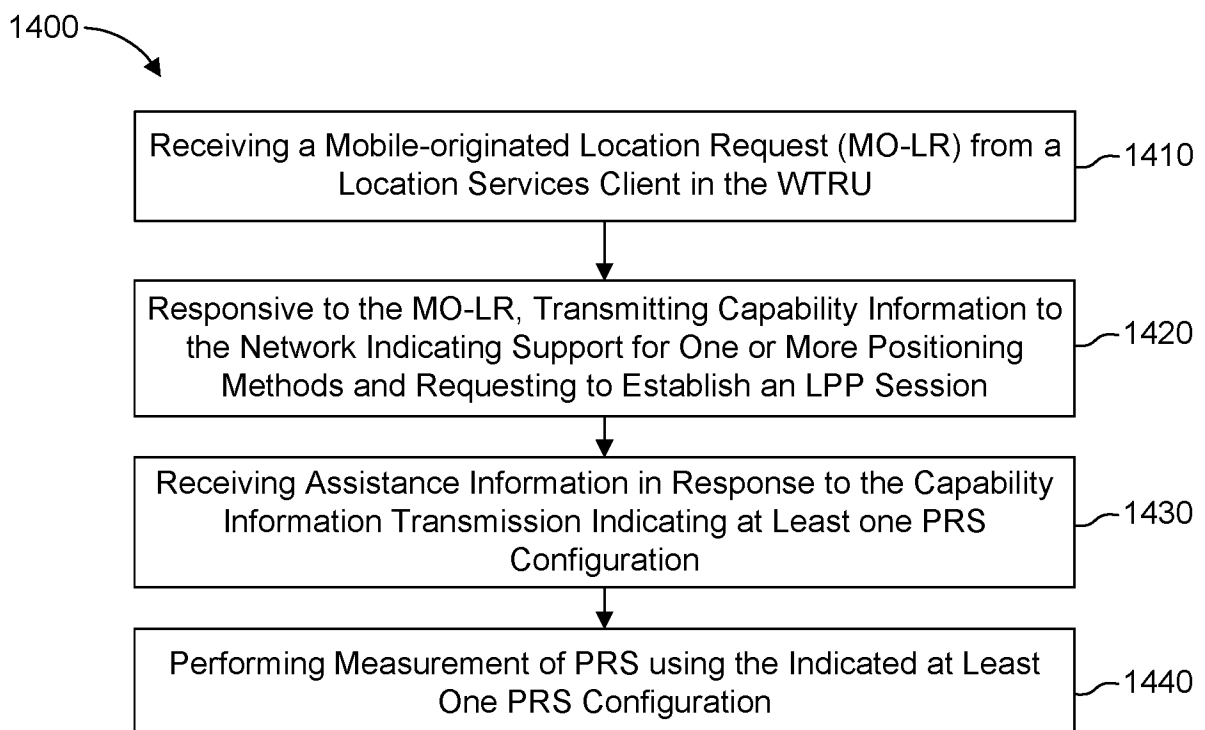 1400
Receiving a Mobile-originated Location Request (MO-LR) from a
Location Services Client in the WTRU
1410
Responsive to the MO-LR, Transmitting Capability Information to
the Network Indicating Support for One or More Positioning
Methods and Requesting to Establish an LPP Session
1420
Receiving Assistance Information in Response to the Capability
Information Transmission Indicating at Least one PRS
Configuration
1430
Performing Measurement of PRS using the Indicated at Least
One PRS Configuration
1440